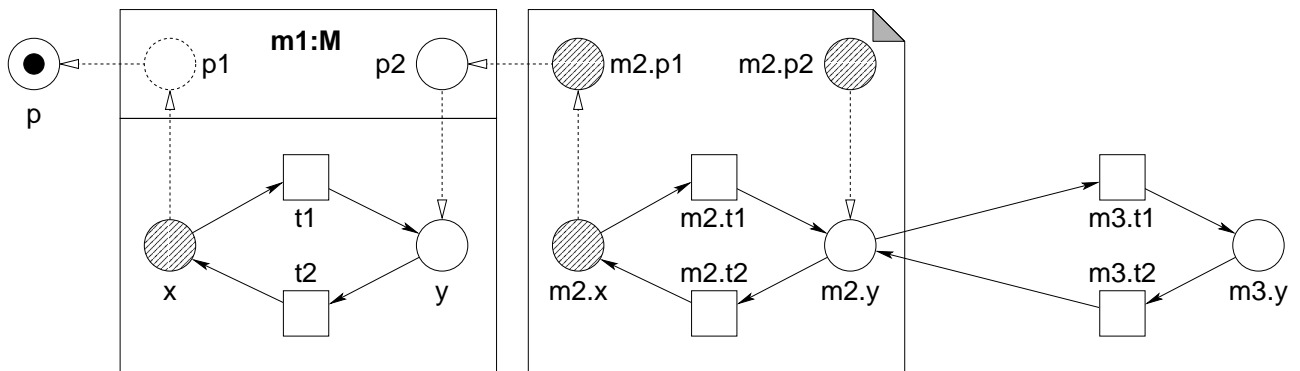 m1:M
p1
p2
m2.p1
m2.p2
p
t1
m2.t1
m3.t1
t2
m2.t2
m3.t2
x
y
m2.x
m2.y
m3.y